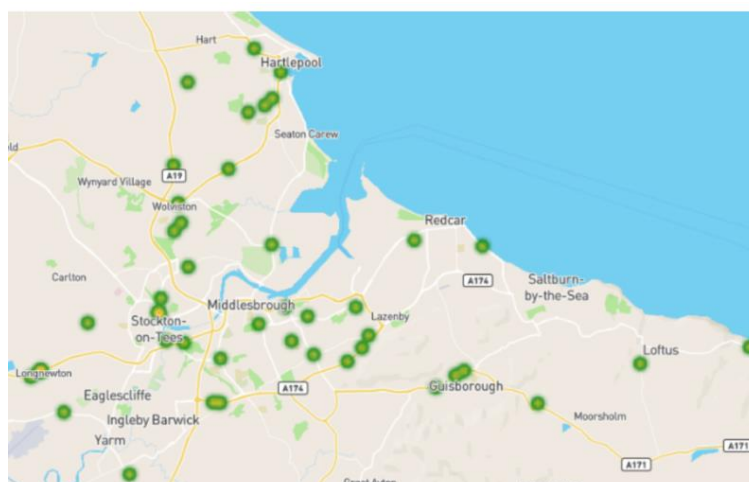 Hart
Hartlepool
Seaton Carew
A19
Wynyard Village
Wolviston
Redcar
Carlton
A174
Saltburn-
by-the-Sea
Middlesbrough
Lazenby
Stockton-
on-Tees
Loftus
Longnewton
Eaglescliffe
A174
Guisborough
Ingleby Barwick
Moorsholm
Yarm
A171
A171